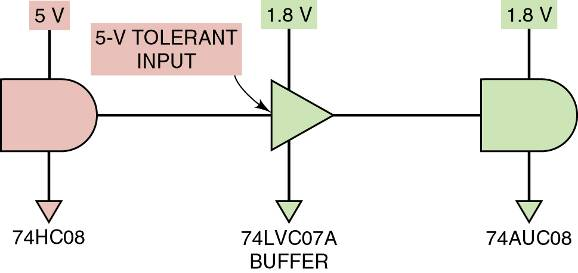 5 V
1.8 V
1.8 V
5-V TOLERANT
INPUT
74HC08
74LVC07A
BUFFER
74AUC08